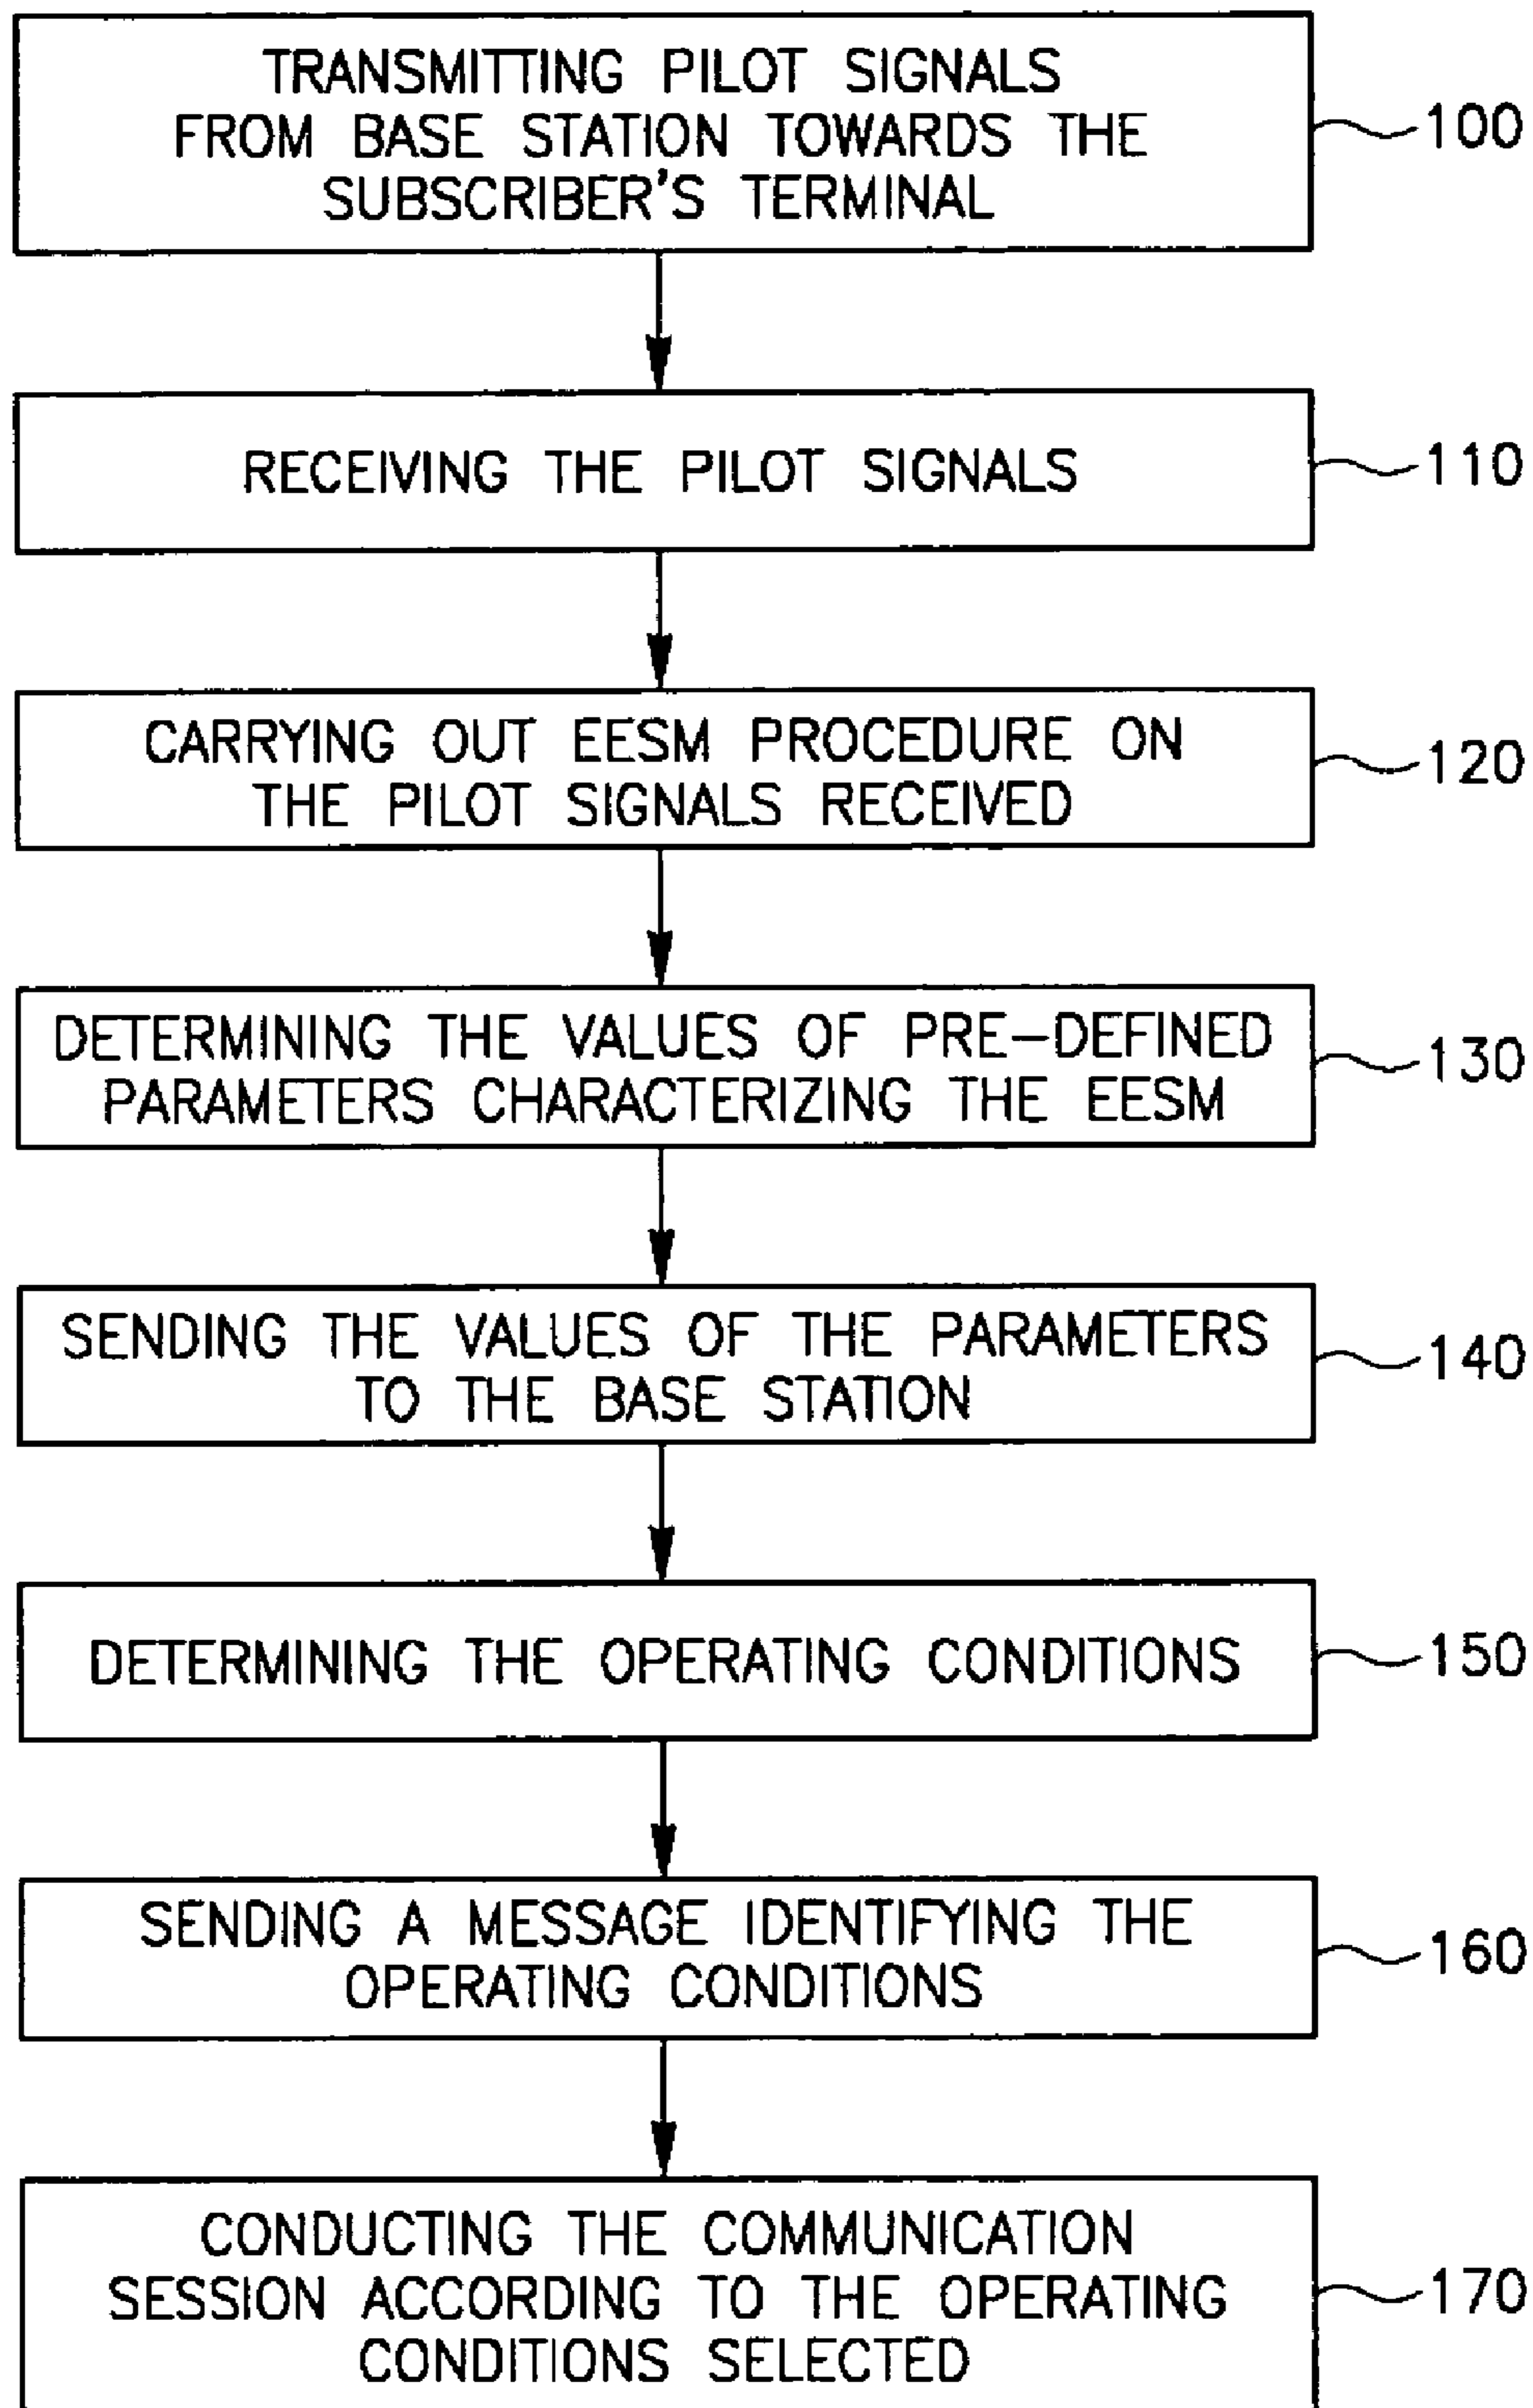 TRANSMITTING PILOT SIGNALS
FROM BASE STATION TOWARDS THE
SUBSCRIBER'S TERMINAL
100
RECEIVING THE PILOT SIGNALS
110
CARRYING OUT EESM PROCEDURE ON
THE PILOT SIGNALS RECEIVED
120
DETERMINING THE VALUES OF PRE-DEFINED
PARAMETERS CHARACTERIZING THE EESM
130
SENDING THE VALUES OF THE PARAMETERS
TO THE BASE STATION
140
DETERMINING THE OPERATING CONDITIONS
150
SENDING A MESSAGE IDENTIFYING THE
OPERATING CONDITIONS
160
CONDUCTING THE COMMUNICATION
SESSION ACCORDING TO THE OPERATING
CONDITIONS SELECTED
170